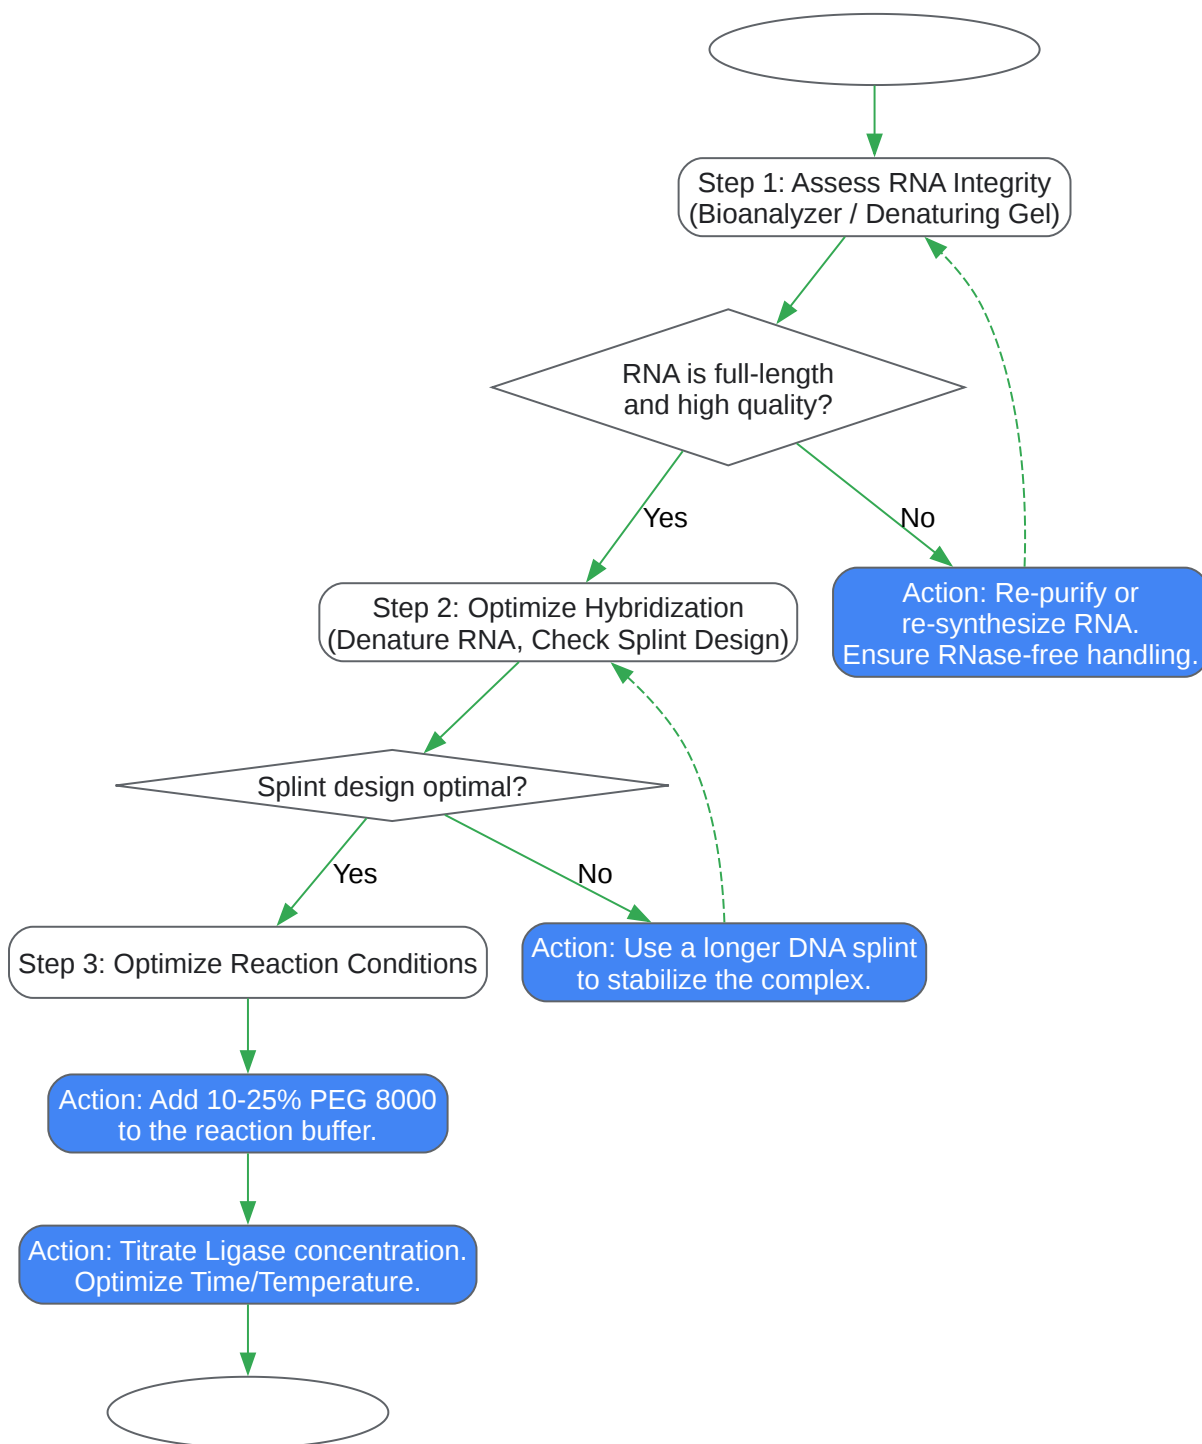 Step 1: Assess RNA Integrity
(Bioanalyzer / Denaturing Gel)
RNA is full-length
and high quality?
Yes
No
Step 2: Optimize Hybridization
(Denature RNA, Check Splint Design)
Action: Re-purify or
re-synthesize RNA.
Ensure RNase-free handling.
Splint design optimal?
Yes
No
Step 3: Optimize Reaction Conditions
Action: Use a longer DNA splint
to stabilize the complex.
Action: Add 10-25% PEG 8000
to the reaction buffer.
Action: Titrate Ligase concentration.
Optimize Time/Temperature.